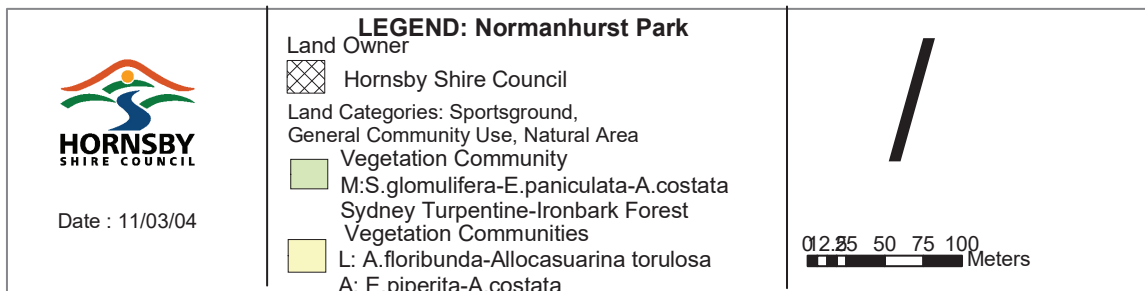 HORNSBY
SHIRE COUNCIL
Date : 11/03/04
LEGEND: Normanhurst Park
Land Owner
Hornsby Shire Council
Land Categories: Sportsground,
General Community Use, Natural Area
Vegetation Community
M:S.glomulifera-E.paniculata-A.costata
Sydney Turpentine-Ironbark Forest
Vegetation Communities
L: A.floribunda-Allocasuarina torulosa
A: E.piperita-A.costata
0 12.5 25 50 75 100
Meters